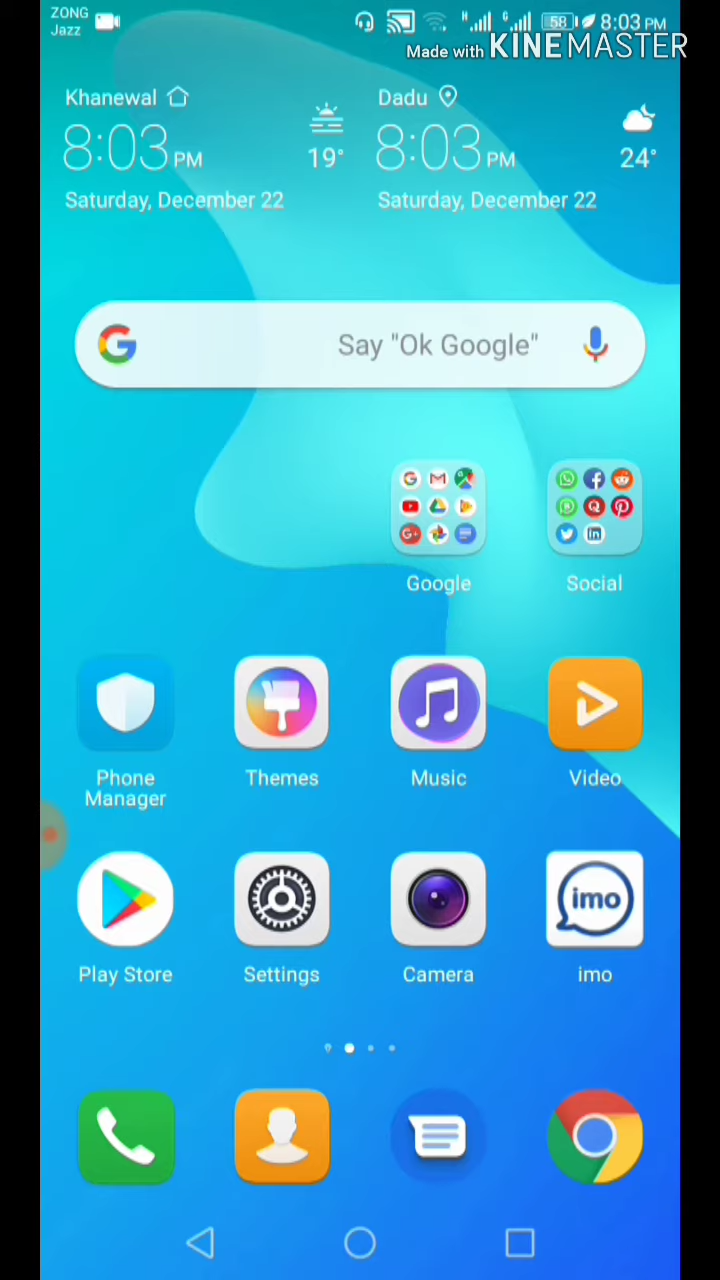 ZONG
Jazz
58
8:03 PM
Made with KINEMASTER
Khanewal
8:03 PM
19°
Saturday, December 22
Dadu
8:03 PM
24°
Saturday, December 22
Say "Ok Google"
Google
Social
Phone
Manager
Themes
Music
Video
imo
Play Store
Settings
Camera
imo